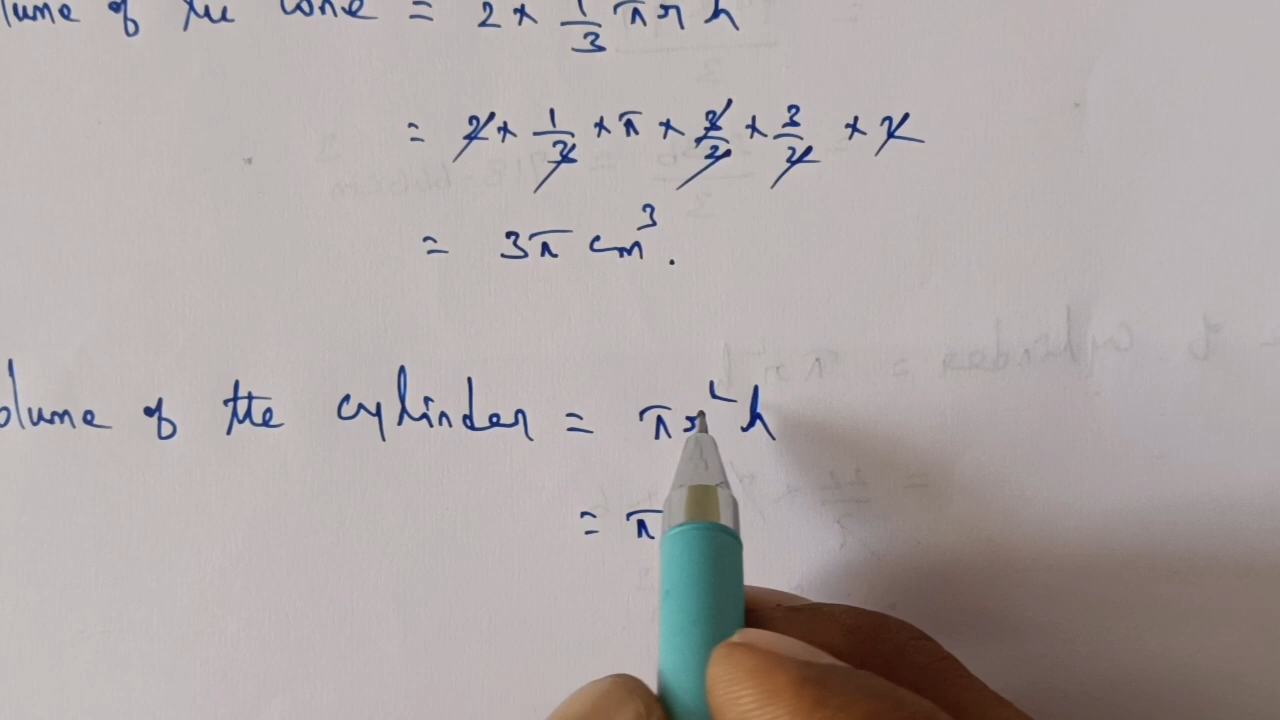 lume of the cone = 2 × 1/3 π r h
= 2 × 1/3 × π × 3/2 × 3/2 × 2
= 3π cm³.
olume of the cylinder = πr²h
= π